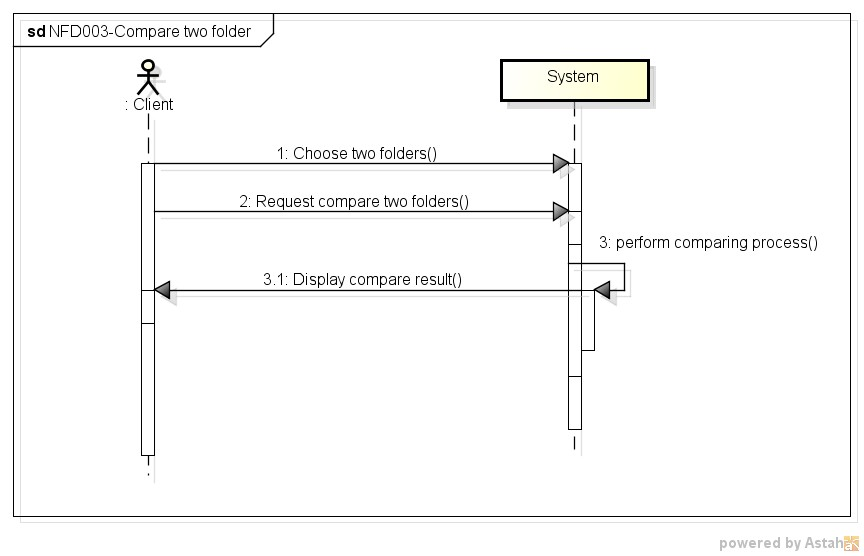 sd NFD003-Compare two folder
: Client
System
1: Choose two folders()
2: Request compare two folders()
3: perform comparing process()
3.1: Display compare result()
powered by Astah